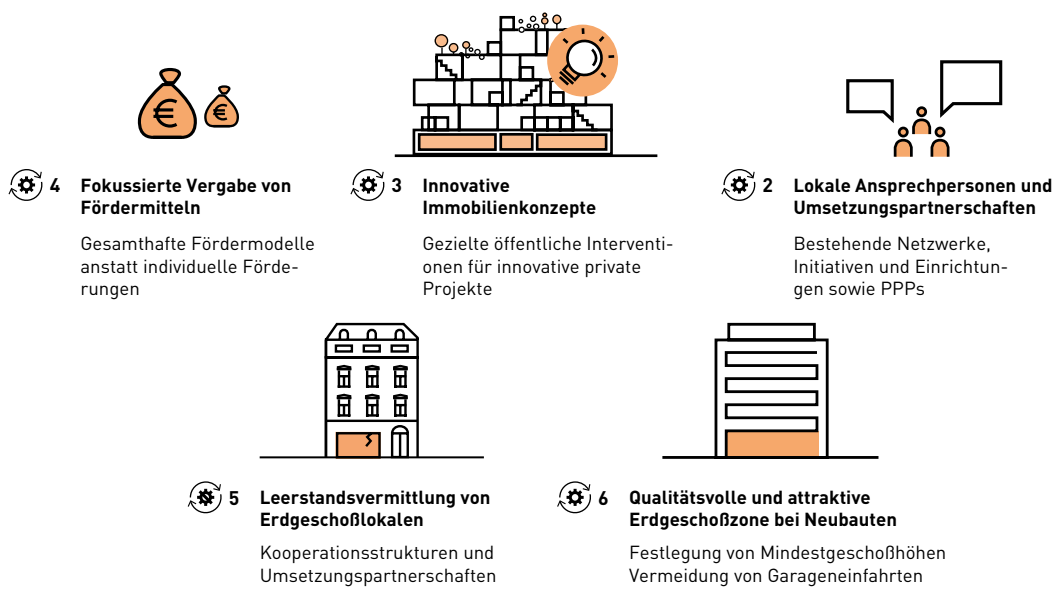 €
€
4 Fokussierte Vergabe von
Fördermitteln
Gesamthafte Fördermodelle
anstatt individuelle Förde-
rungen
3 Innovative
Immobilienkonzepte
Gezielte öffentliche Interventi-
onen für innovative private
Projekte
2 Lokale Ansprechpersonen und
Umsetzungspartnerschaften
Bestehende Netzwerke,
Initiativen und Einrichtun-
gen sowie PPPs
5 Leerstandsvermittlung von
Erdgeschoßlokalen
Kooperationsstrukturen und
Umsetzungspartnerschaften
6 Qualitätsvolle und attraktive
Erdgeschoßzone bei Neubauten
Festlegung von Mindestgeschoßhöhen
Vermeidung von Garageneinfahrten